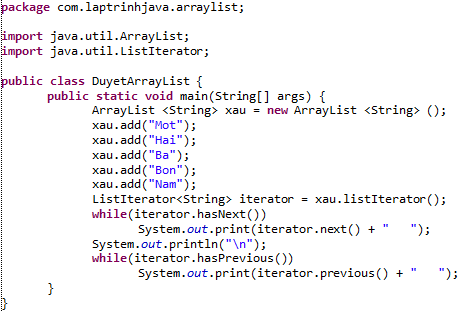 package com.laptrinhjava.arraylist;
import java.util.ArrayList;
import java.util.ListIterator;
public class DuyetArrayList {
public static void main(String[] args) {
ArrayList <String> xau = new ArrayList <String> ();
xau.add("Mot");
xau.add("Hai");
xau.add("Ba");
xau.add("Bon");
xau.add("Nam");
ListIterator<String> iterator = xau.listIterator();
while(iterator.hasNext())
System.out.print(iterator.next() + "   ");
System.out.println("\n");
while(iterator.hasPrevious())
System.out.print(iterator.previous() + "   ");
}
}